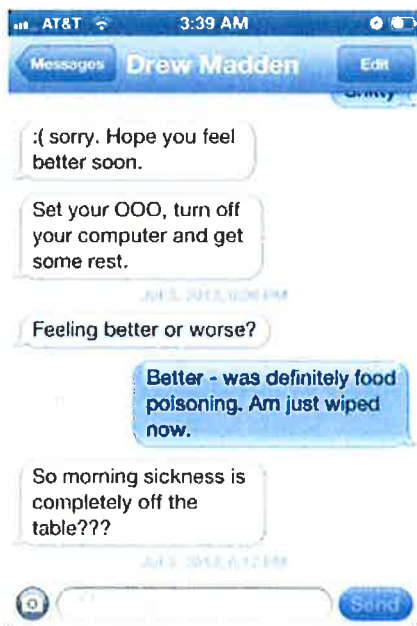 AT&T 3:39 AM
Messages Drew Madden Edit
:( sorry. Hope you feel
better soon.
Set your OOO, turn off
your computer and get
some rest.
Feeling better or worse?
Better - was definitely food
poisoning. Am just wiped
now.
So morning sickness is
completely off the
table???
Send